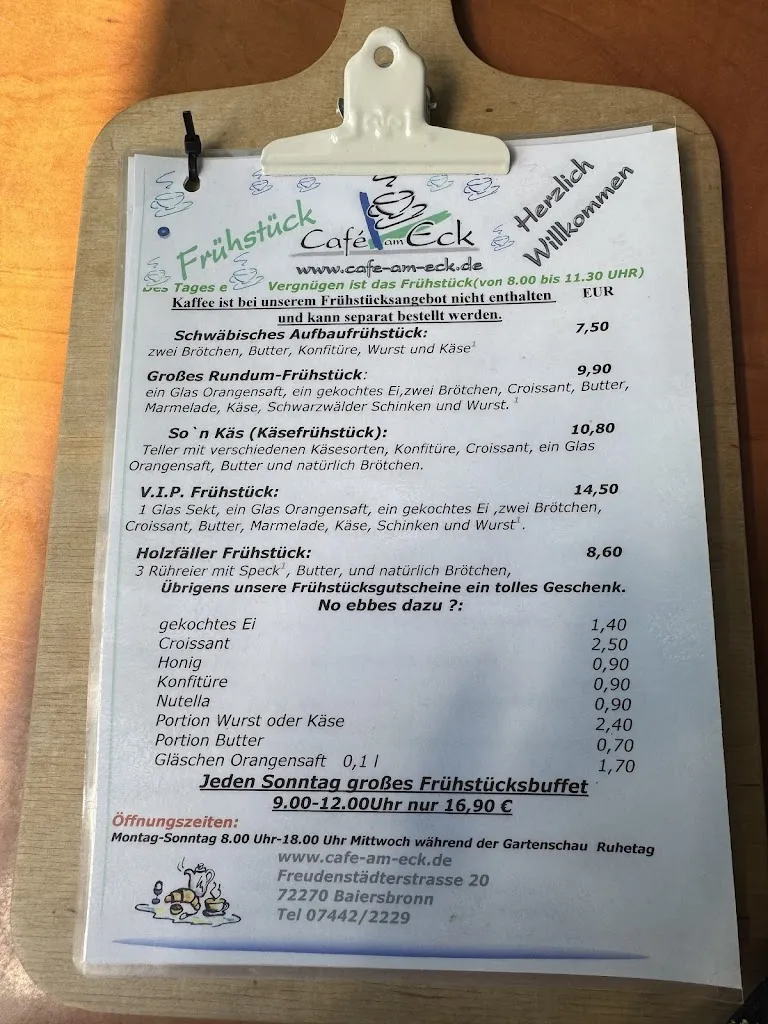 Frühstück
Café am Eck
Herzlich
Willkommen
www.cafe-am-eck.de
Des Tages e Vergnügen ist das Frühstück(von 8.00 bis 11.30 UHR)
Kaffee ist bei unserem Frühstücksangebot nicht enthalten EUR
und kann separat bestellt werden.
Schwäbisches Aufbaufrühstück: 7,50
zwei Brötchen, Butter, Konfitüre, Wurst und Käse¹
Großes Rundum-Frühstück: 9,90
ein Glas Orangensaft, ein gekochtes Ei,zwei Brötchen, Croissant, Butter,
Marmelade, Käse, Schwarzwälder Schinken und Wurst. ¹
So`n Käs (Käsefrühstück): 10,80
Teller mit verschiedenen Käsesorten, Konfitüre, Croissant, ein Glas
Orangensaft, Butter und natürlich Brötchen.
V.I.P. Frühstück: 14,50
1 Glas Sekt, ein Glas Orangensaft, ein gekochtes Ei ,zwei Brötchen,
Croissant, Butter, Marmelade, Käse, Schinken und Wurst¹.
Holzfäller Frühstück: 8,60
3 Rühreier mit Speck¹, Butter, und natürlich Brötchen,
Übrigens unsere Frühstücksgutscheine ein tolles Geschenk.
No ebbes dazu ?:
gekochtes Ei 1,40
Croissant 2,50
Honig 0,90
Konfitüre 0,90
Nutella 0,90
Portion Wurst oder Käse 2,40
Portion Butter 0,70
Gläschen Orangensaft 0,1 l 1,70
Jeden Sonntag großes Frühstücksbuffet
9.00-12.00Uhr nur 16,90 €
Öffnungszeiten:
Montag-Sonntag 8.00 Uhr-18.00 Uhr Mittwoch während der Gartenschau Ruhetag
www.cafe-am-eck.de
Freudenstädterstrasse 20
72270 Baiersbronn
Tel 07442/2229